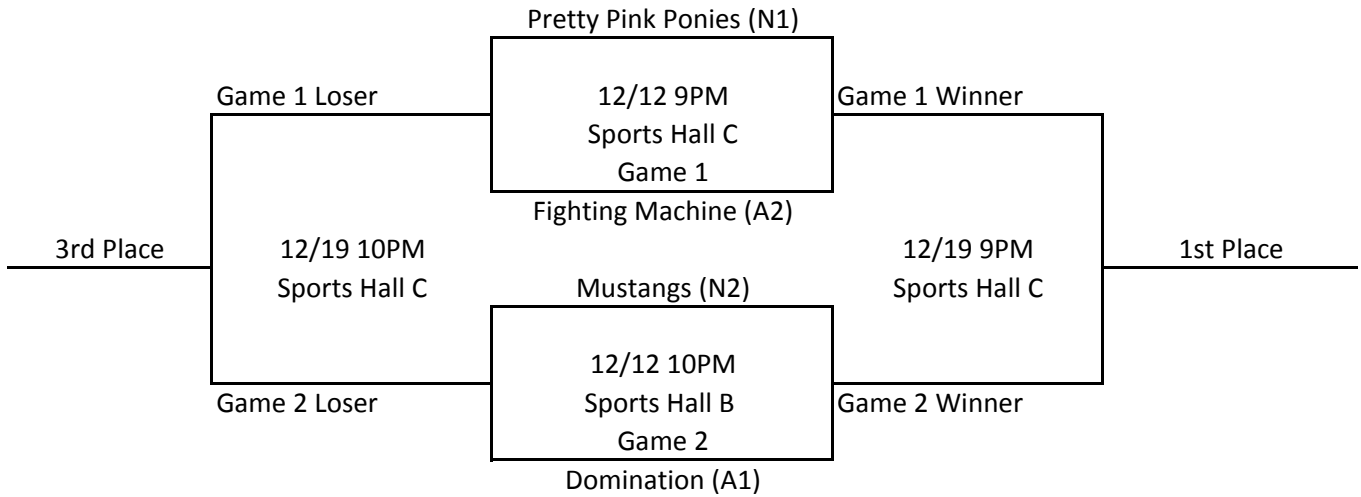 Pretty Pink Ponies (N1)
Game 1 Loser
12/12 9PM
Sports Hall C
Game 1
Game 1 Winner
Fighting Machine (A2)
3rd Place
12/19 10PM
Sports Hall C
12/19 9PM
Sports Hall C
1st Place
Mustangs (N2)
12/12 10PM
Sports Hall B
Game 2
Game 2 Loser
Game 2 Winner
Domination (A1)